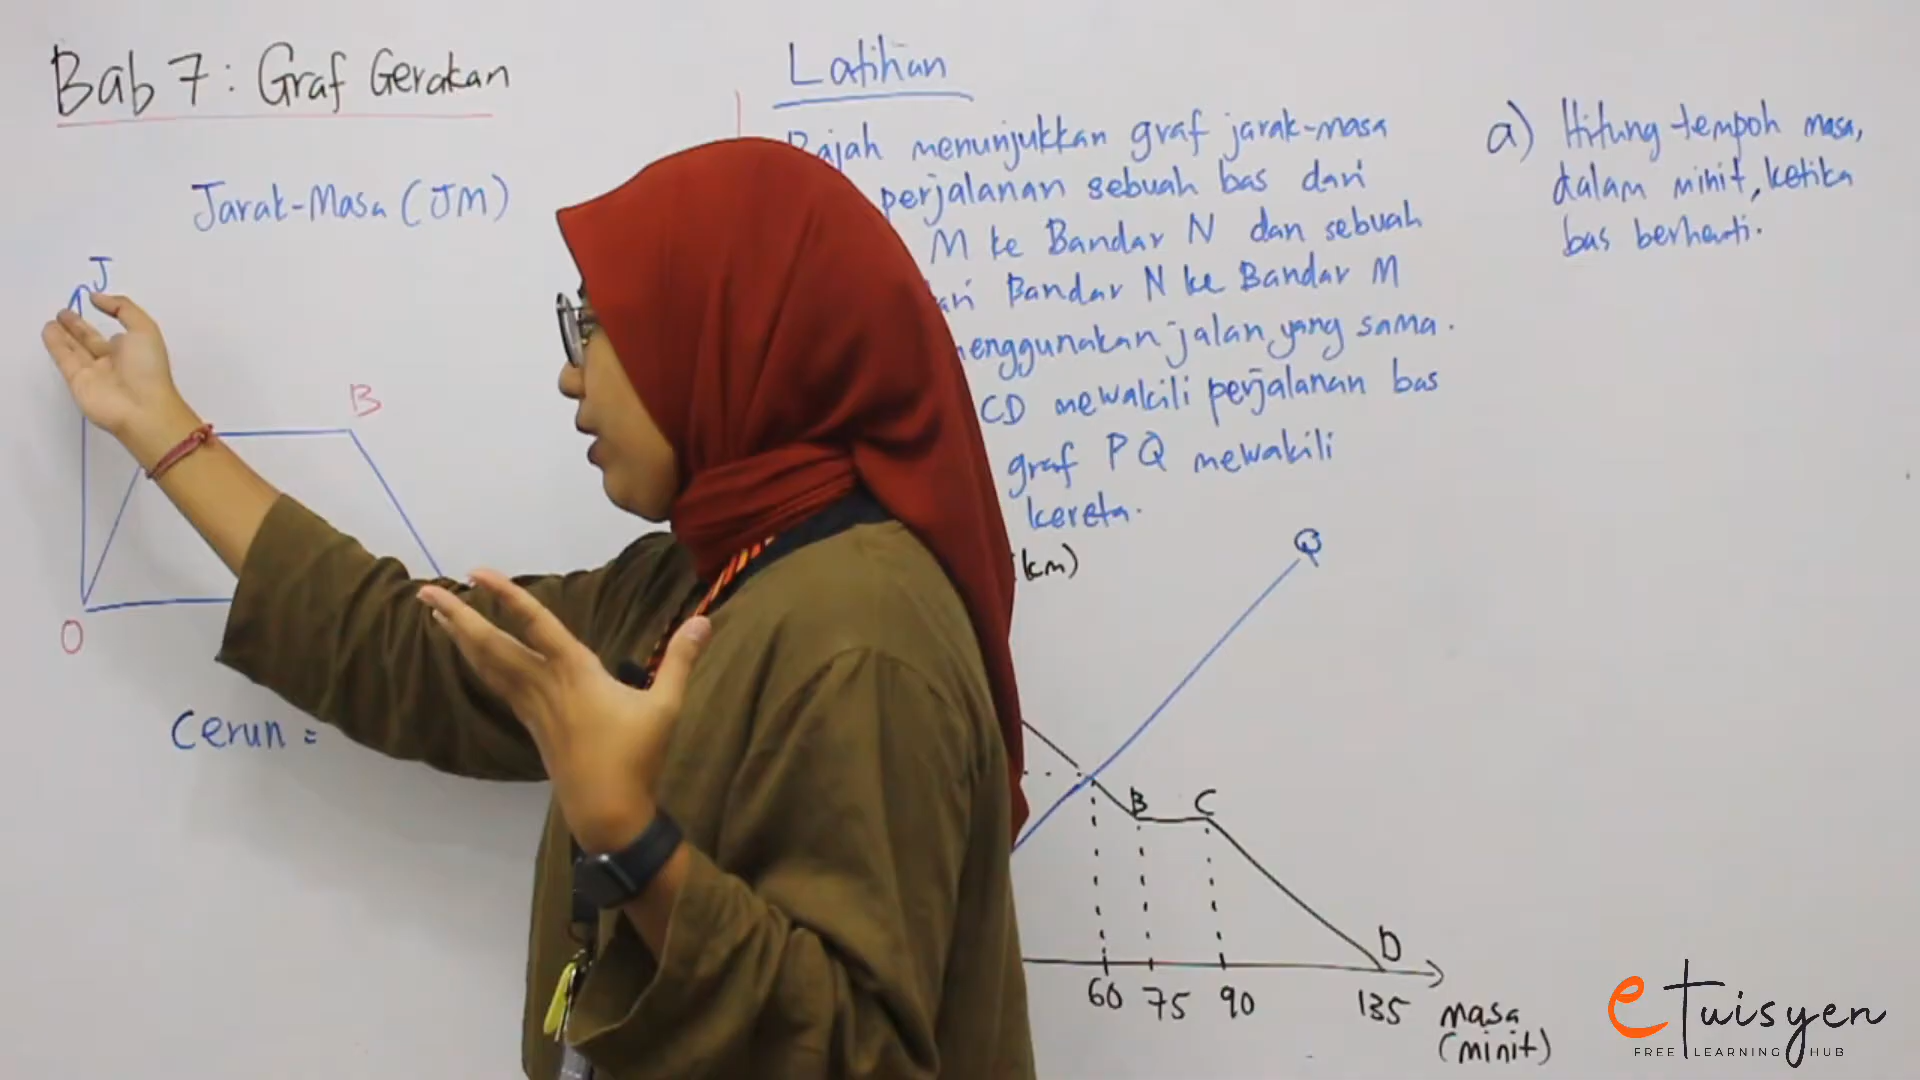 Bab 7 : Graf Gerakan
Jarak-Masa (JM)
J
B
O
Cerun =
Latihan
Rajah menunjukkan graf jarak-masa
perjalanan sebuah bas dari
M ke Bandar N dan sebuah
Bandar N ke Bandar M
menggunakan jalan yang sama.
CD mewakili perjalanan bas
graf PQ mewakili
kereta.
(km)
Q
B
C
D
60
75
90
135
masa
(minit)
a) Hitung tempoh masa,
dalam minit, ketika
bas berhenti.
eTuisyen
FREE LEARNING HUB